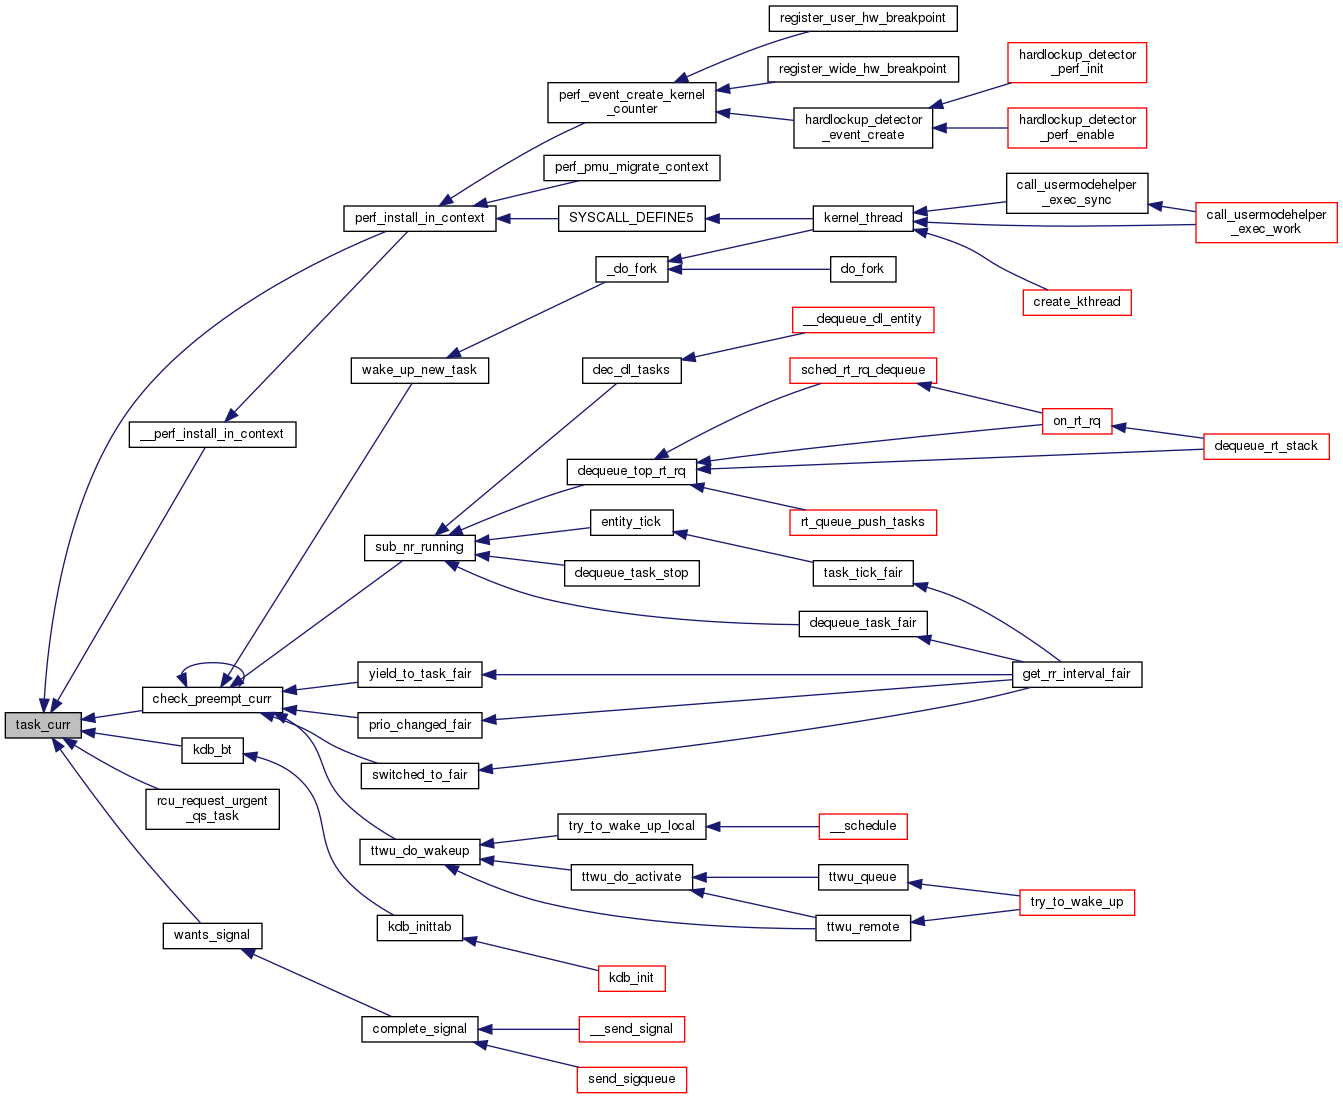 register_user_hw_breakpoint
register_wide_hw_breakpoint
hardlockup_detector
_perf_init
perf_event_create_kernel
_counter
hardlockup_detector
_event_create
hardlockup_detector
_perf_enable
perf_pmu_migrate_context
call_usermodehelper
_exec_sync
perf_install_in_context
SYSCALL_DEFINE5
kernel_thread
call_usermodehelper
_exec_work
_do_fork
do_fork
create_kthread
__dequeue_dl_entity
wake_up_new_task
dec_dl_tasks
sched_rt_rq_dequeue
on_rt_rq
__perf_install_in_context
dequeue_rt_stack
dequeue_top_rt_rq
entity_tick
rt_queue_push_tasks
sub_nr_running
dequeue_task_stop
task_tick_fair
dequeue_task_fair
yield_to_task_fair
get_rr_interval_fair
check_preempt_curr
task_curr
prio_changed_fair
kdb_bt
switched_to_fair
rcu_request_urgent
_qs_task
try_to_wake_up_local
__schedule
ttwu_do_wakeup
ttwu_do_activate
ttwu_queue
try_to_wake_up
kdb_inittab
ttwu_remote
wants_signal
kdb_init
complete_signal
__send_signal
send_sigqueue